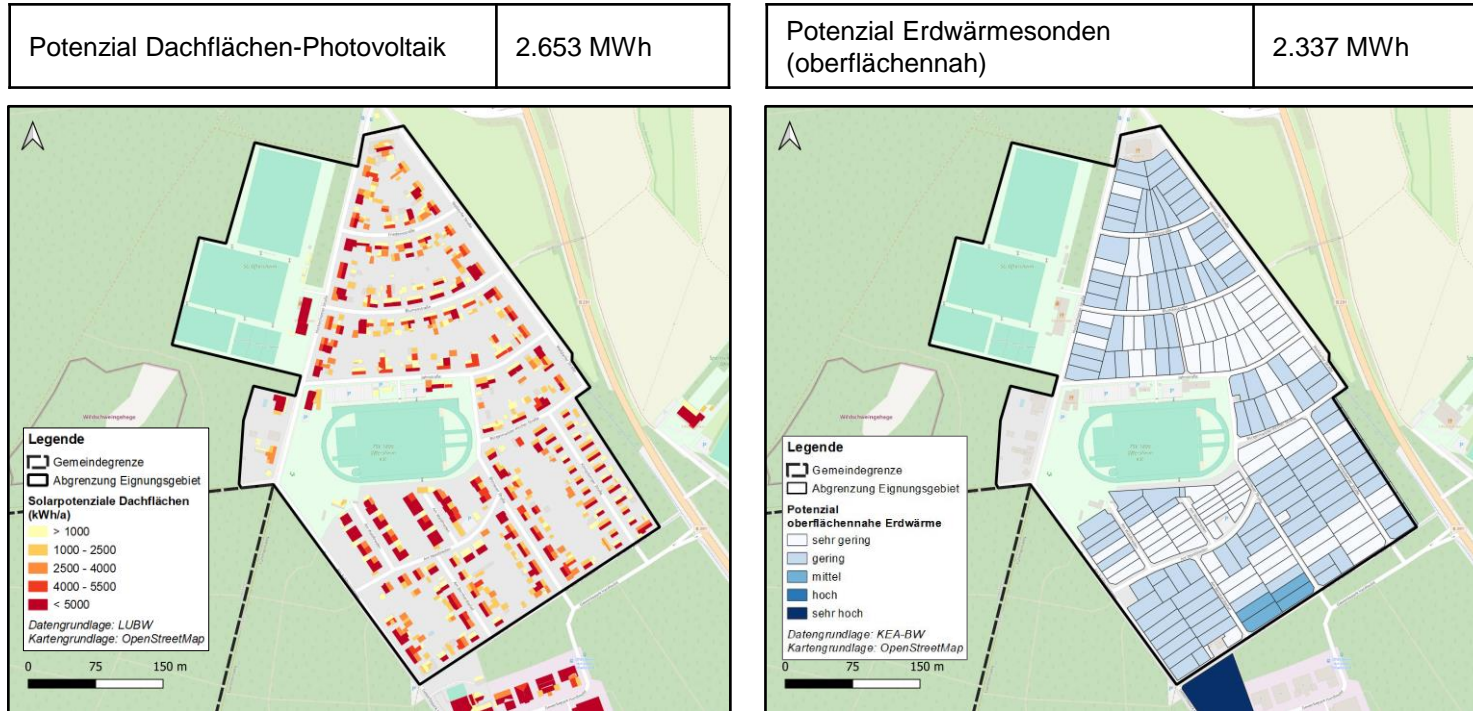 Potenzial Dachflächen-Photovoltaik
2.653 MWh
Potenzial Erdwärmesonden
(oberflächennah)
2.337 MWh
Wildschweingehege
Legende
Gemeindegrenze
Abgrenzung Eignungsgebiet
Solarpotenziale Dachflächen
(kWh/a)
> 1000
1000 - 2500
2500 - 4000
4000 - 5500
< 5000
Datengrundlage: LUBW
Kartengrundlage: OpenStreetMap
0 75 150 m
Wildschweingehege
Legende
Gemeindegrenze
Abgrenzung Eignungsgebiet
Potenzial
oberflächennahe Erdwärme
sehr gering
gering
mittel
hoch
sehr hoch
Datengrundlage: KEA-BW
Kartengrundlage: OpenStreetMap
0 75 150 m